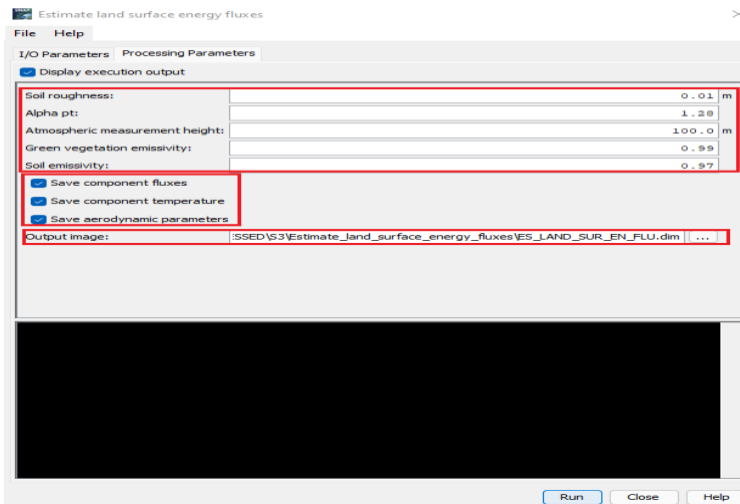 Estimate land surface energy fluxes
File Help
I/O Parameters Processing Parameters
Display execution output
Soil roughness: 0.01 m
Alpha pt: 1.28
Atmospheric measurement height: 100.0 m
Green vegetation emissivity: 0.99
Soil emissivity: 0.97
Save component fluxes
Save component temperature
Save aerodynamic parameters
Output image: :SSED\S3\Estimate_land_surface_energy_fluxes\ES_LAND_SUR_EN_FLU.dim ...
Run Close Help